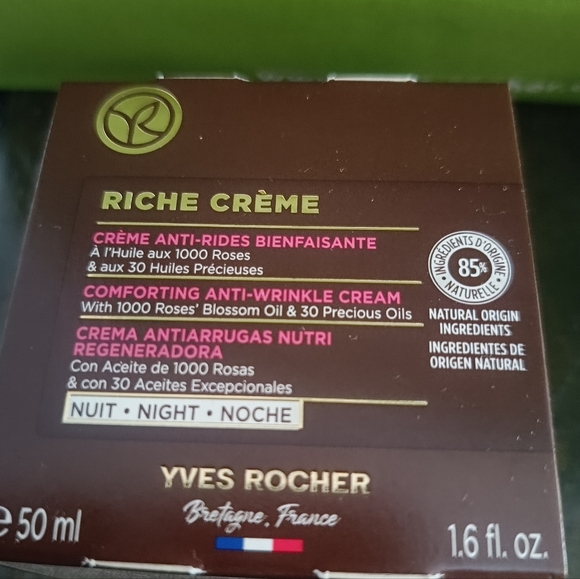 RICHE CRÈME
CRÈME ANTI-RIDES BIENFAISANTE
À l'Huile aux 1000 Roses
& aux 30 Huiles Précieuses
COMFORTING ANTI-WRINKLE CREAM
With 1000 Roses' Blossom Oil & 30 Precious Oils
CREMA ANTIARRUGAS NUTRI
REGENERADORA
Con Aceite de 1000 Rosas
& con 30 Aceites Excepcionales
NUIT • NIGHT • NOCHE
INGRÉDIENTS D'ORIGINE
85%
NATURELLE
NATURAL ORIGIN
INGREDIENTS
INGREDIENTES DE
ORIGEN NATURAL
YVES ROCHER
Bretagne, France
e 50 ml
1.6 fl. oz.